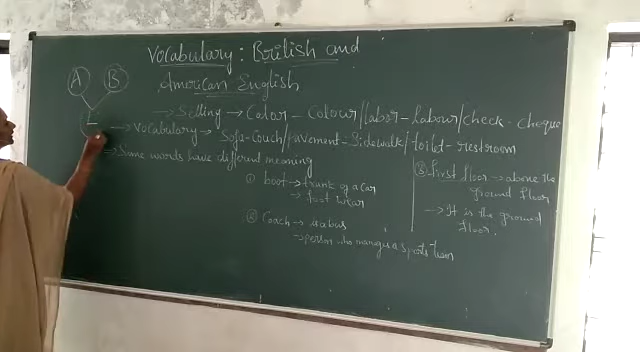 Vocabulary : British and
American English
A B
E
→ Spelling → Color - Colour/labor - labour/check - cheque
→ Vocabulary → Sofa-couch/pavement-Sidewalk/toilet-restroom
→ Same words have different meaning
① boot → trunk of a car
→ foot wear
② Coach → is a bus
→ person who manages a sports team
③ First floor → above the
ground floor
→ It is the ground
floor.